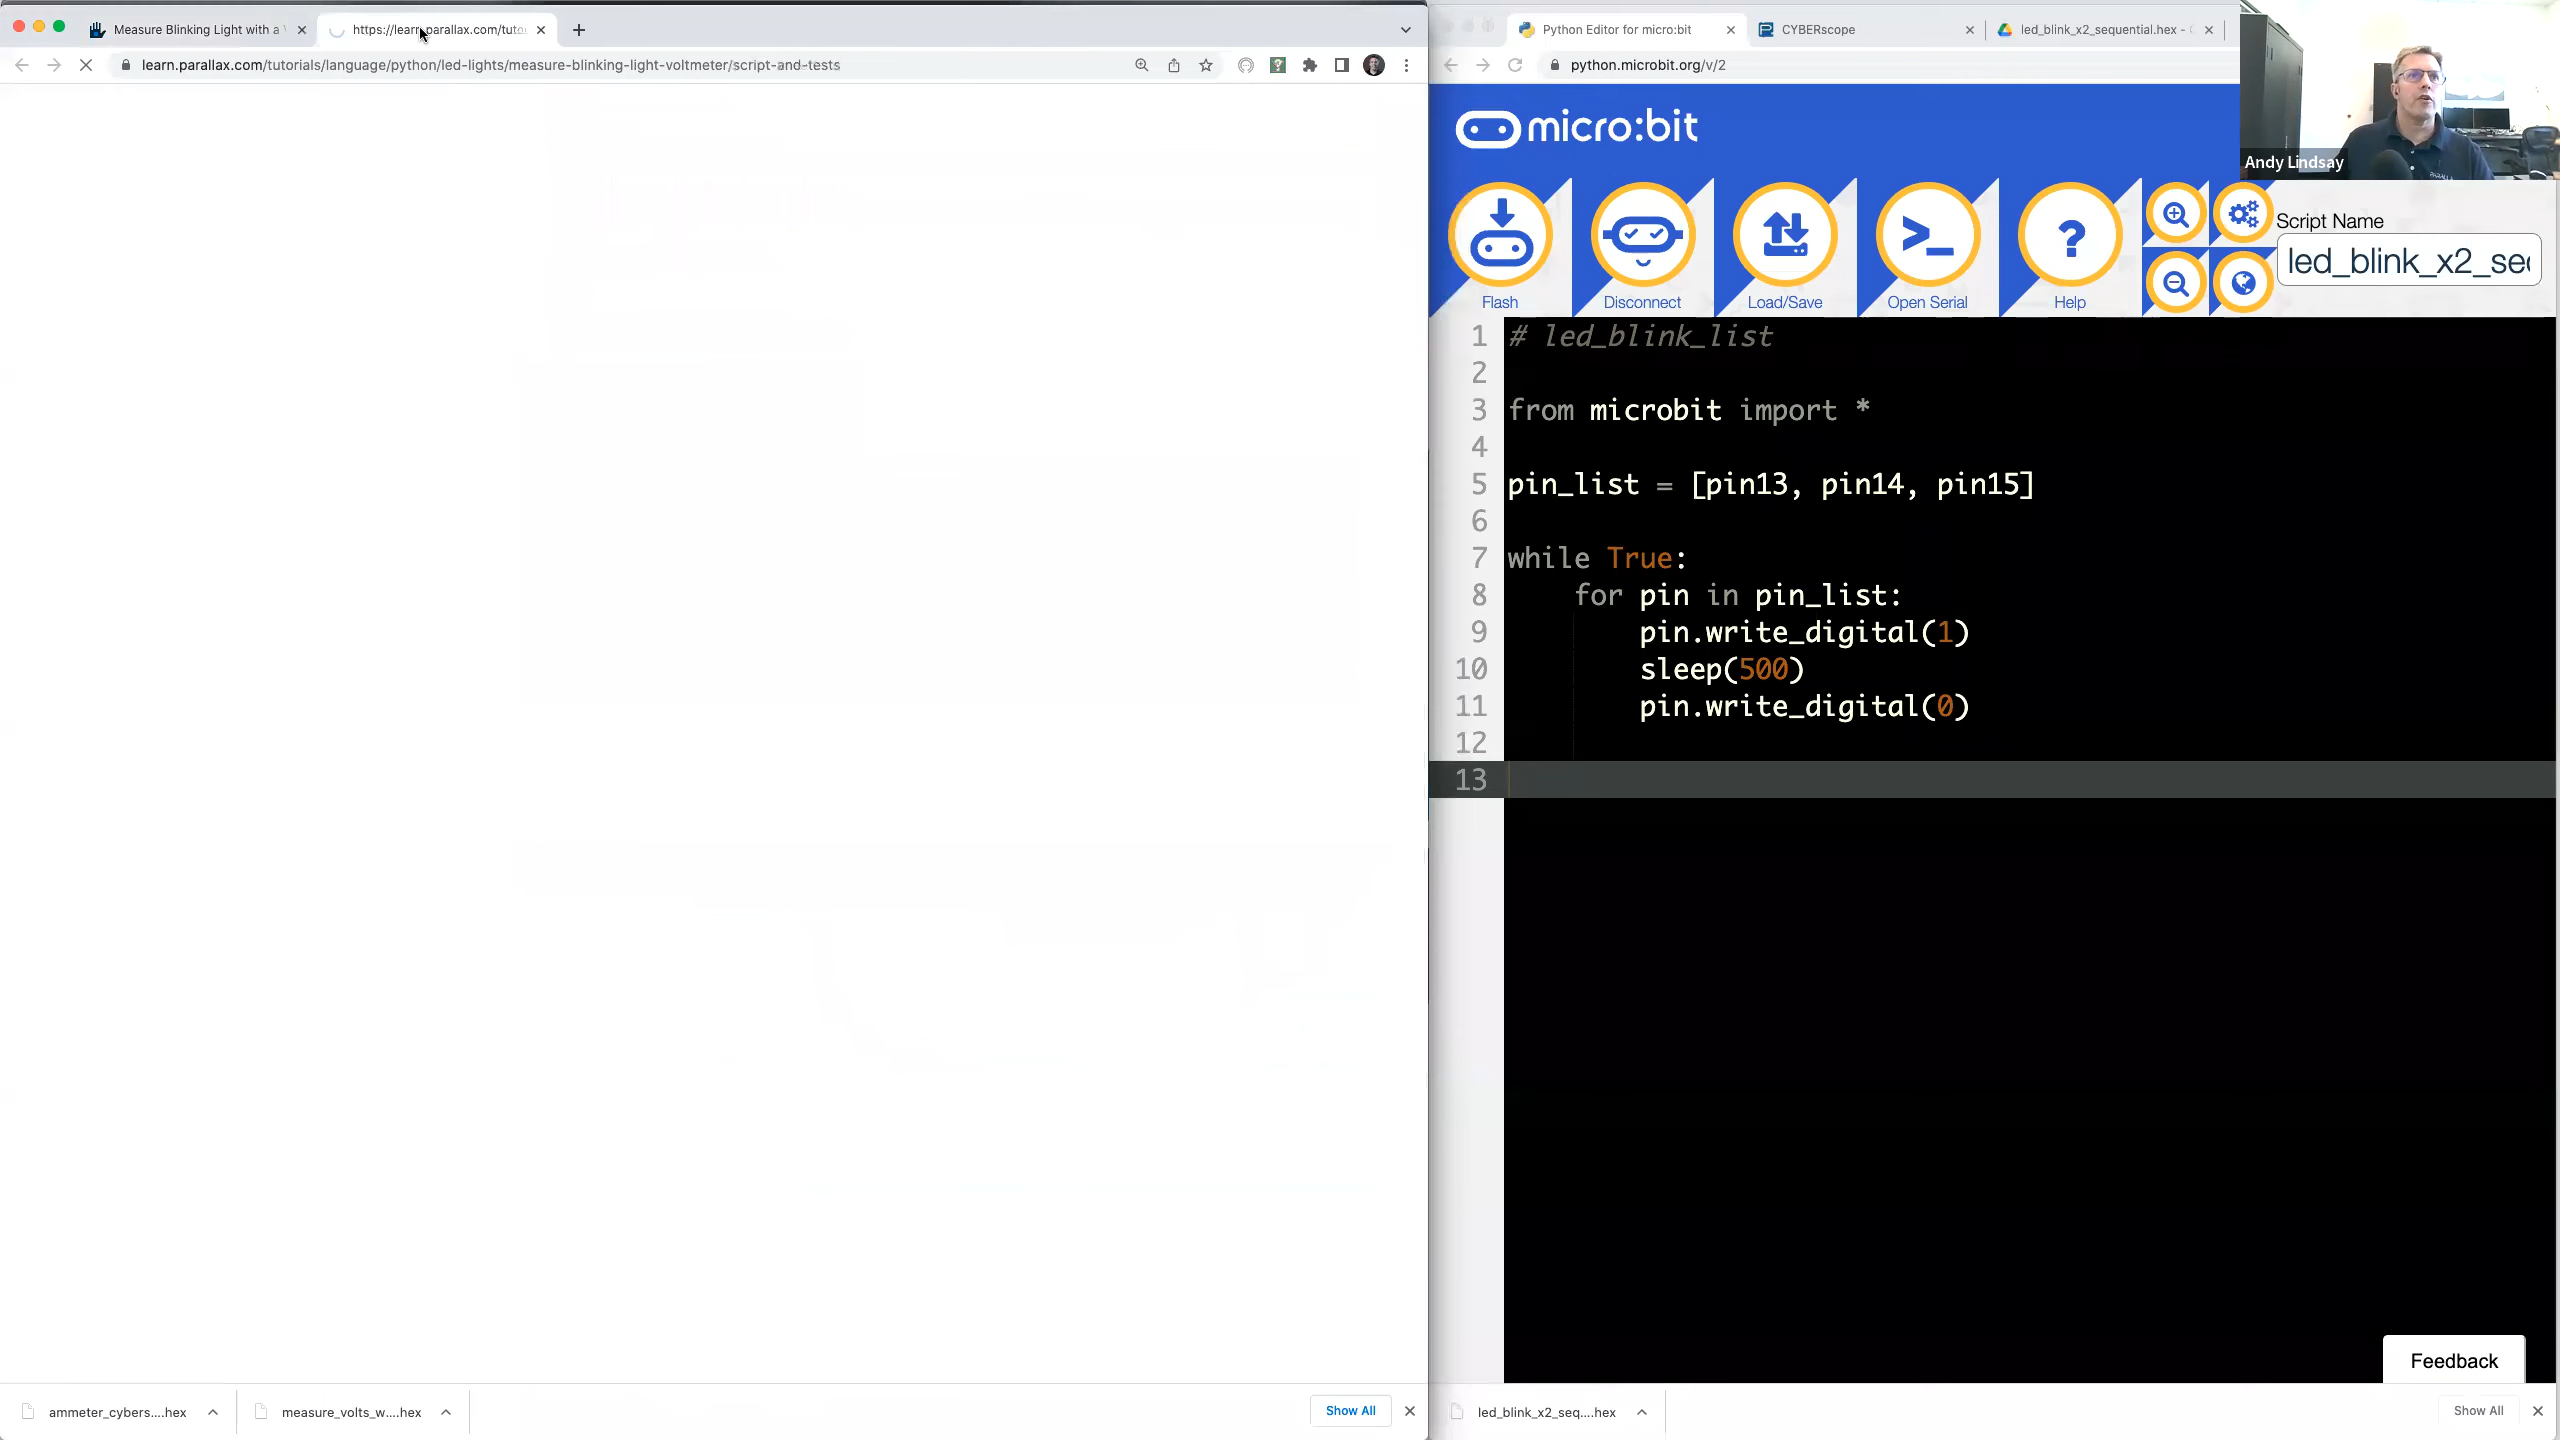 Measure Blinking Light with a
https://learn.parallax.com/tuto
learn.parallax.com/tutorials/language/python/led-lights/measure-blinking-light-voltmeter/script-and-tests
ammeter_cybers....hex
measure_volts_w....hex
Show All
Python Editor for micro:bit
CYBERscope
led_blink_x2_sequential.hex -
python.microbit.org/v/2
Andy Lindsay
micro:bit
Flash
Disconnect
Load/Save
Open Serial
Help
Script Name
led_blink_x2_se
1 # led_blink_list
2
3 from microbit import *
4
5 pin_list = [pin13, pin14, pin15]
6
7 while True:
8 for pin in pin_list:
9 pin.write_digital(1)
10 sleep(500)
11 pin.write_digital(0)
12
13
Feedback
led_blink_x2_seq....hex
Show All